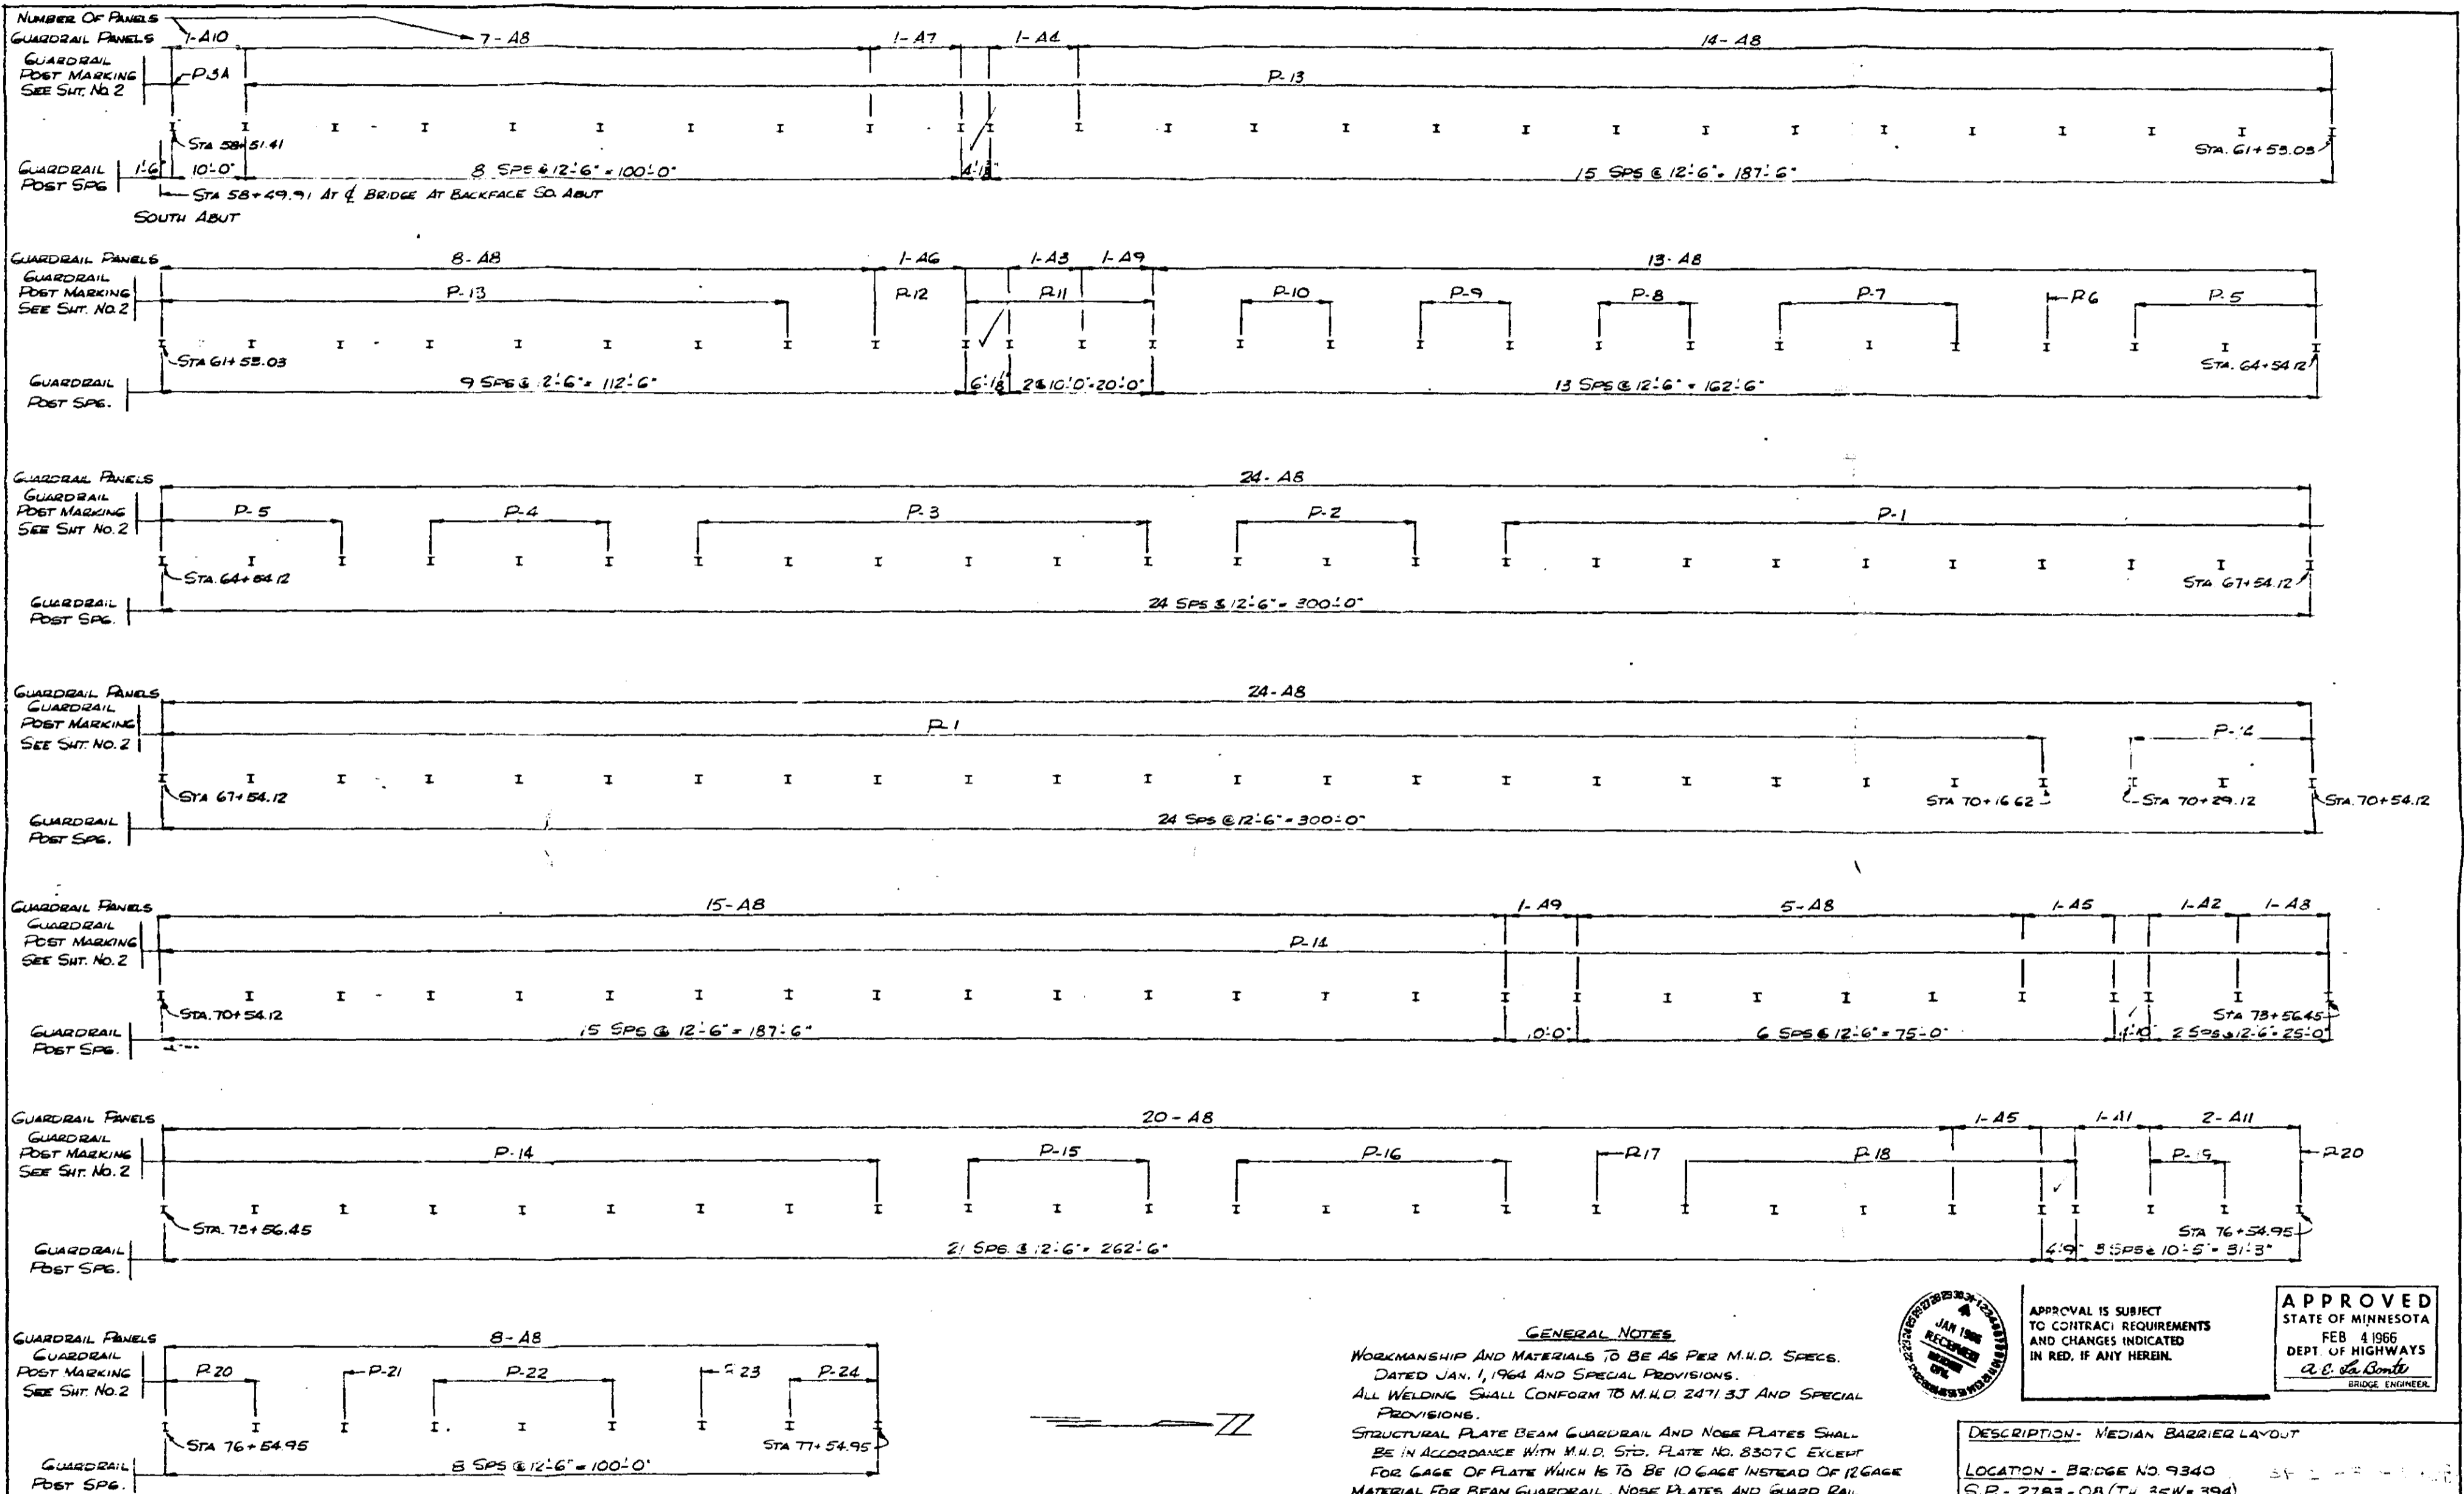 NUMBER OF PANELS
GUARDRAIL PANELS 1-A10 7-A8 1-A7 1-A4 14-A8
GUARDRAIL
POST MARKING
SEE SHT. NO. 2
P-3A P-13
STA 58+51.41 STA. 61+53.03
GUARDRAIL
POST SPG
1'-6" 10'-0" 8 SPS @ 12'-6" = 100'-0" 15 SPS @ 12'-6" = 187'-6"
STA 58+49.91 AT ℄ BRIDGE AT BACKFACE SO. ABUT
SOUTH ABUT
GUARDRAIL PANELS 8-A8 1-A6 1-A3 1-A9 13-A8
GUARDRAIL
POST MARKING
SEE SHT. NO. 2
P-13 P-12 P-11 P-10 P-9 P-8 P-7 P-6 P-5
STA 61+53.03 STA. 64+54.12
GUARDRAIL
POST SPG.
9 SPS @ 12'-6" = 112'-6" 2 @ 10'-0" = 20'-0" 13 SPS @ 12'-6" = 162'-6"
GUARDRAIL PANELS 24-A8
GUARDRAIL
POST MARKING
SEE SHT NO. 2
P-5 P-4 P-3 P-2 P-1
STA. 64+54.12 STA 67+54.12
GUARDRAIL
POST SPG.
24 SPS @ 12'-6" = 300'-0"
GUARDRAIL PANELS 24-A8
GUARDRAIL
POST MARKING
SEE SHT. NO. 2
P-1 P-14
STA 67+54.12 STA 70+16.62 STA 70+29.12 STA. 70+54.12
GUARDRAIL
POST SPG.
24 SPS @ 12'-6" = 300'-0"
GUARDRAIL PANELS 15-A8 1-A9 5-A8 1-A5 1-A2 1-A8
GUARDRAIL
POST MARKING
SEE SHT. NO. 2
P-14
STA. 70+54.12 STA 73+56.45
GUARDRAIL
POST SPG.
15 SPS @ 12'-6" = 187'-6" 10'-0" 6 SPS @ 12'-6" = 75'-0" 4'-10" 2 SPS @ 12'-6" = 25'-0"
GUARDRAIL PANELS 20-A8 1-A5 1-A1 2-A11
GUARDRAIL
POST MARKING
SEE SHT. NO. 2
P-14 P-15 P-16 P-17 P-18 P-19 P-20
STA. 73+56.45 STA 76+54.95
GUARDRAIL
POST SPG.
21 SPS. @ 12'-6" = 262'-6" 4'-9" 3 SPS @ 10'-5" = 31'-3"
GUARDRAIL PANELS 8-A8
GUARDRAIL
POST MARKING
SEE SHT. NO. 2
P-20 P-21 P-22 P-23 P-24
STA 76+54.95 STA 77+54.95
GUARDRAIL
POST SPG.
8 SPS @ 12'-6" = 100'-0"
GENERAL NOTES
WORKMANSHIP AND MATERIALS TO BE AS PER M.H.D. SPECS.
DATED JAN. 1, 1964 AND SPECIAL PROVISIONS.
ALL WELDING SHALL CONFORM TO M.H.D. 2471.3J AND SPECIAL
PROVISIONS.
STRUCTURAL PLATE BEAM GUARDRAIL AND NOSE PLATES SHALL
BE IN ACCORDANCE WITH M.H.D. STD. PLATE NO. 8307C EXCEPT
FOR GAGE OF PLATE WHICH IS TO BE 10 GAGE INSTEAD OF 12 GAGE
MATERIAL FOR BEAM GUARDRAIL, NOSE PLATES AND GUARD RAIL
JAN 1966
RECEIVED
APPROVAL IS SUBJECT
TO CONTRACT REQUIREMENTS
AND CHANGES INDICATED
IN RED, IF ANY HEREIN.
APPROVED
STATE OF MINNESOTA
FEB 4 1966
DEPT. OF HIGHWAYS
a. E. La Bonte
BRIDGE ENGINEER
DESCRIPTION- MEDIAN BARRIER LAYOUT
LOCATION - BRIDGE NO. 9340
S.P.- 2783-08 (T.H. 35W=394)